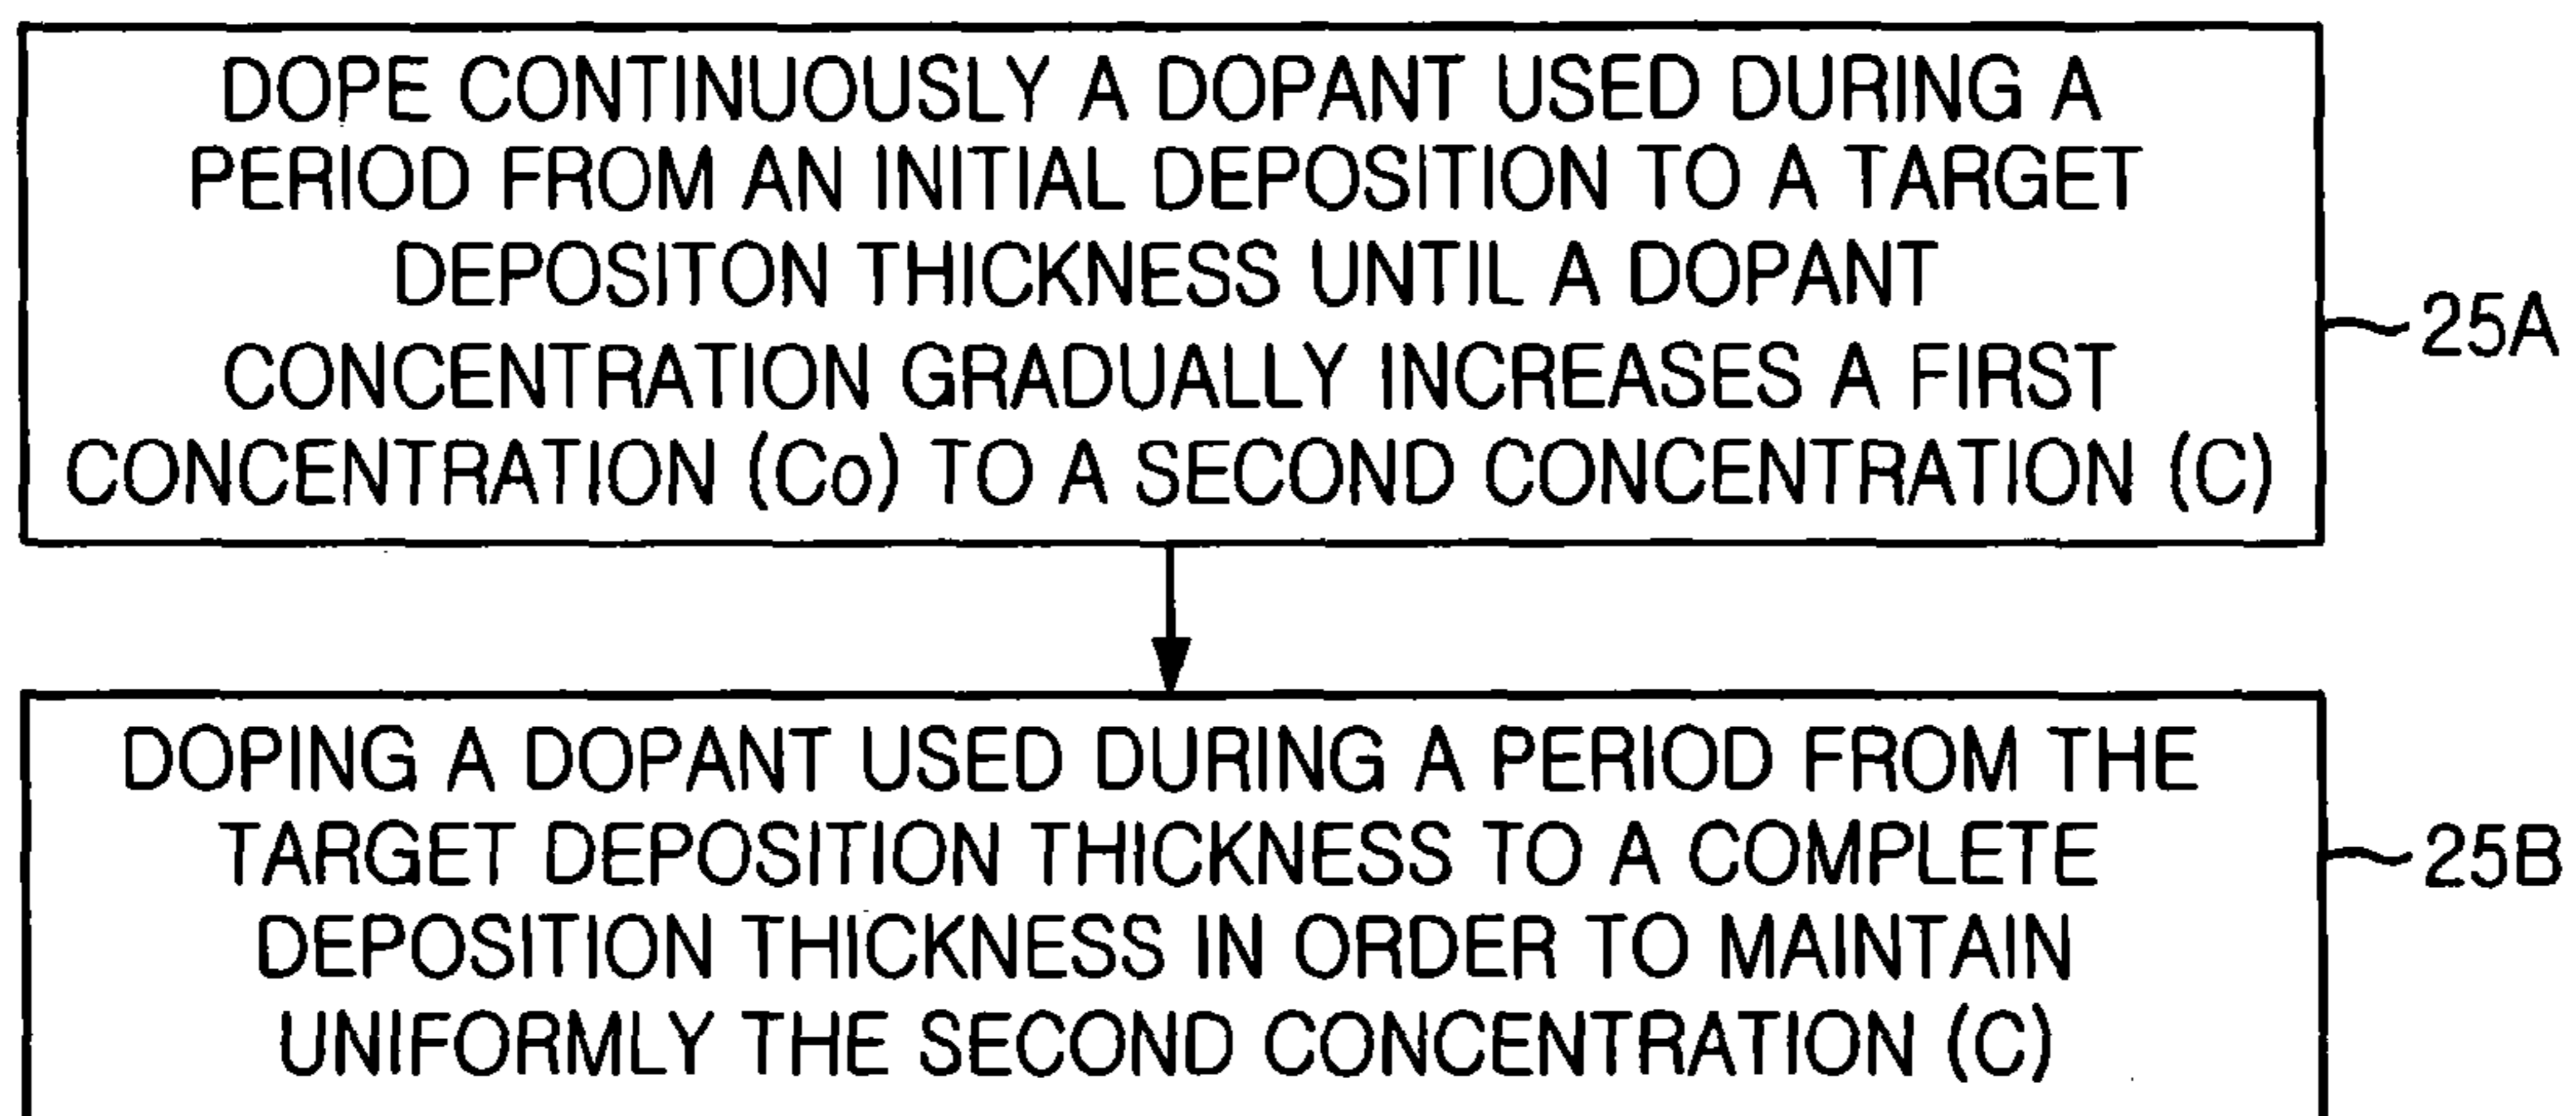 DOPE CONTINUOUSLY A DOPANT USED DURING A
PERIOD FROM AN INITIAL DEPOSITION TO A TARGET
DEPOSITON THICKNESS UNTIL A DOPANT
CONCENTRATION GRADUALLY INCREASES A FIRST
CONCENTRATION (Co) TO A SECOND CONCENTRATION (C)
25A
DOPING A DOPANT USED DURING A PERIOD FROM THE
TARGET DEPOSITION THICKNESS TO A COMPLETE
DEPOSITION THICKNESS IN ORDER TO MAINTAIN
UNIFORMLY THE SECOND CONCENTRATION (C)
25B